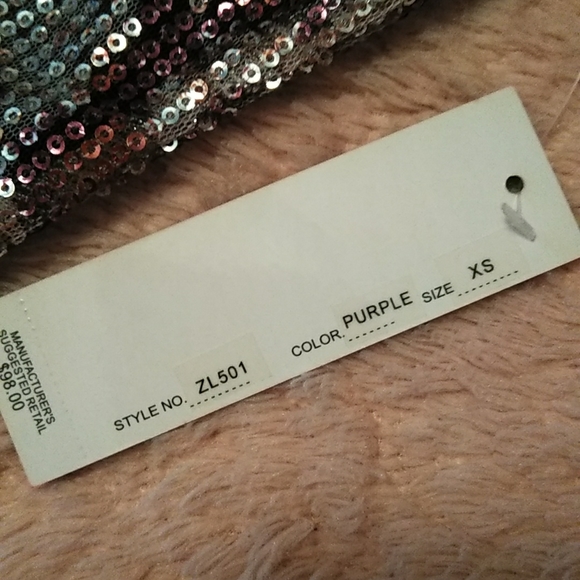 STYLE NO. ZL501 COLOR. PURPLE SIZE XS
MANUFACTURER'S
SUGGESTED RETAIL
$98.00